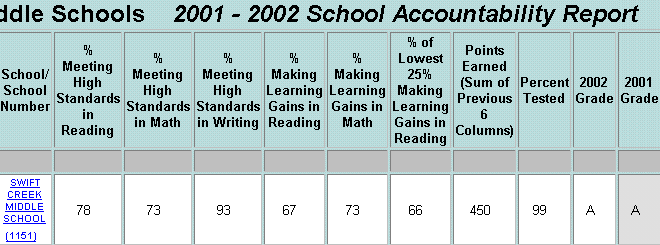 ddle Schools 2001 - 2002 School Accountability Report
School/
School
Number
%
Meeting
High
Standards
in
Reading
%
Meeting
High
Standards
in Math
%
Meeting
High
Standards
in Writing
%
Making
Learning
Gains in
Reading
%
Making
Learning
Gains in
Math
% of
Lowest
25%
Making
Learning
Gains in
Reading
Points
Earned
(Sum of
Previous
6
Columns)
Percent
Tested
2002
Grade
2001
Grade
SWIFT
CREEK
MIDDLE
SCHOOL
(1151)
78
73
93
67
73
66
450
99
A
A